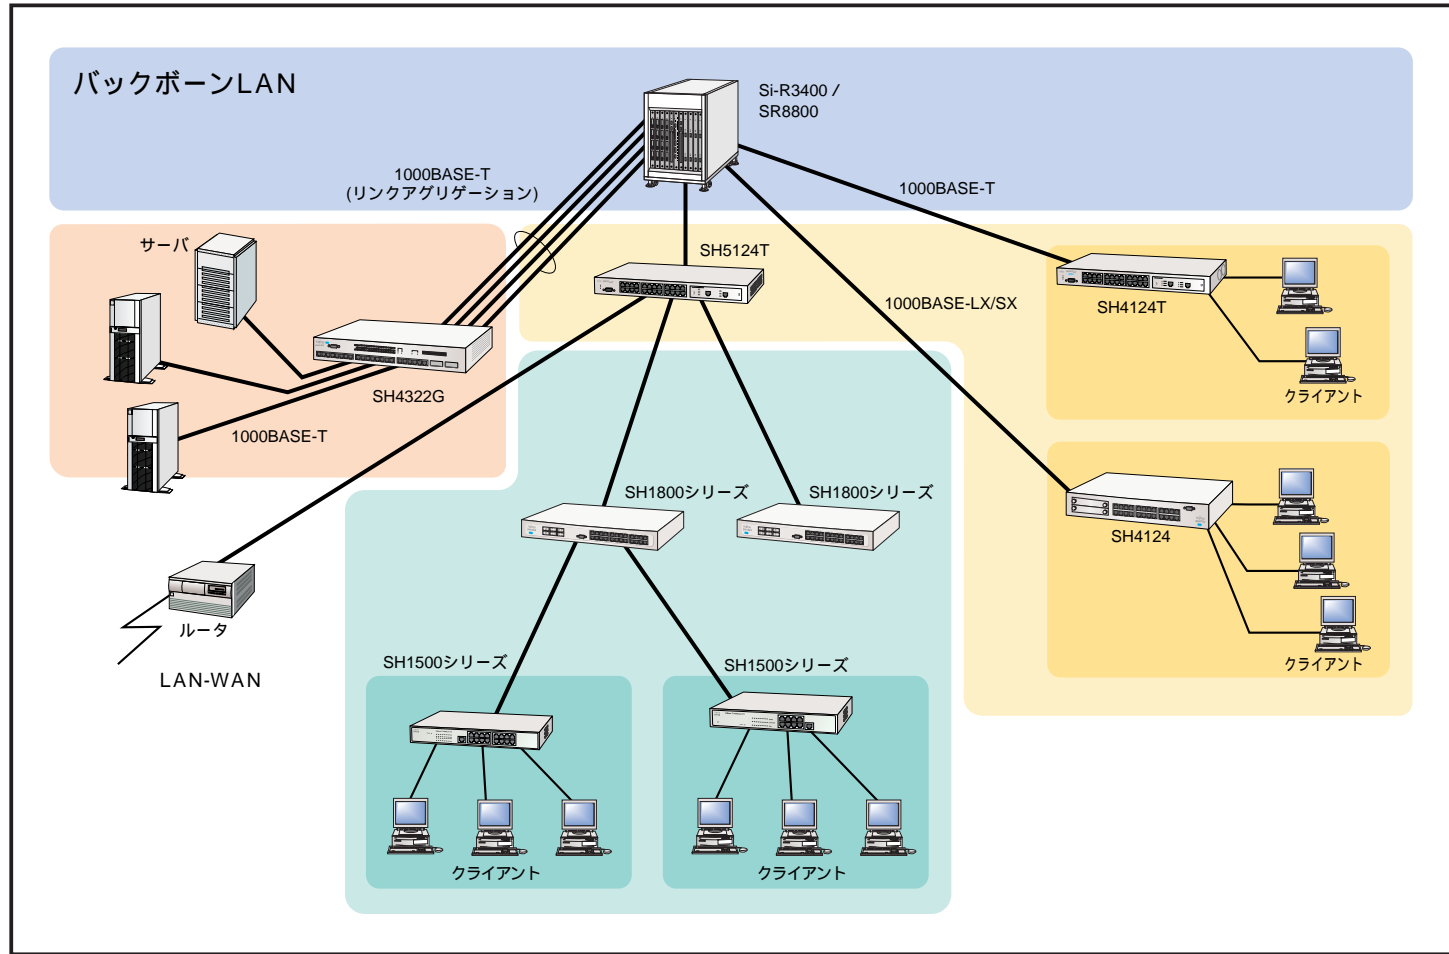 バックボーンLAN
Si-R3400 /
SR8800
1000BASE-T
(リンクアグリゲーション)
1000BASE-T
サーバ
SH5124T
1000BASE-LX/SX
SH4124T
クライアント
SH4322G
1000BASE-T
SH1800シリーズ
SH1800シリーズ
SH4124
ルータ
クライアント
SH1500シリーズ
SH1500シリーズ
LAN-WAN
クライアント
クライアント